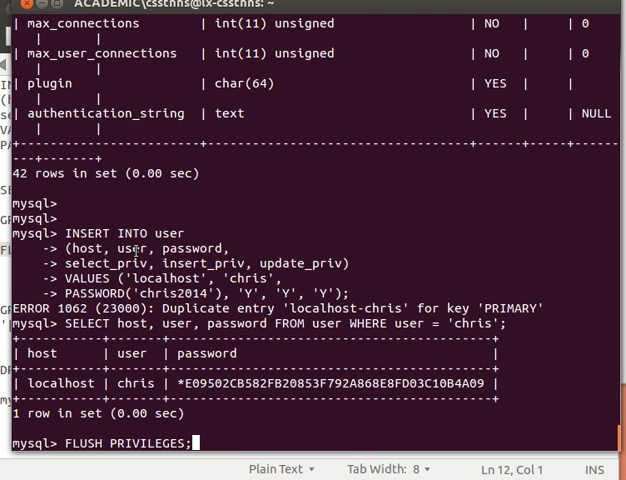 ACADEMIC\cssthns@lx-cssthns: ~
| max_connections | int(11) unsigned | NO | | 0
| |
| max_user_connections | int(11) unsigned | NO | | 0
| |
| plugin | char(64) | YES | |
| |
| authentication_string | text | YES | | NULL
| |
+------------------------+-----------------------------------+------+-----+------
---+-------+
42 rows in set (0.00 sec)
mysql>
mysql>
mysql> INSERT INTO user
-> (host, user, password,
-> select_priv, insert_priv, update_priv)
-> VALUES ('localhost', 'chris',
-> PASSWORD('chris2014'), 'Y', 'Y', 'Y');
ERROR 1062 (23000): Duplicate entry 'localhost-chris' for key 'PRIMARY'
mysql> SELECT host, user, password FROM user WHERE user = 'chris';
+-----------+-------+-------------------------------------------+
| host | user | password |
+-----------+-------+-------------------------------------------+
| localhost | chris | *E09502CB582FB20853F792A868E8FD03C10B4A09 |
+-----------+-------+-------------------------------------------+
1 row in set (0.00 sec)
mysql> FLUSH PRIVILEGES;
Plain Text Tab Width: 8 Ln 12, Col 1 INS